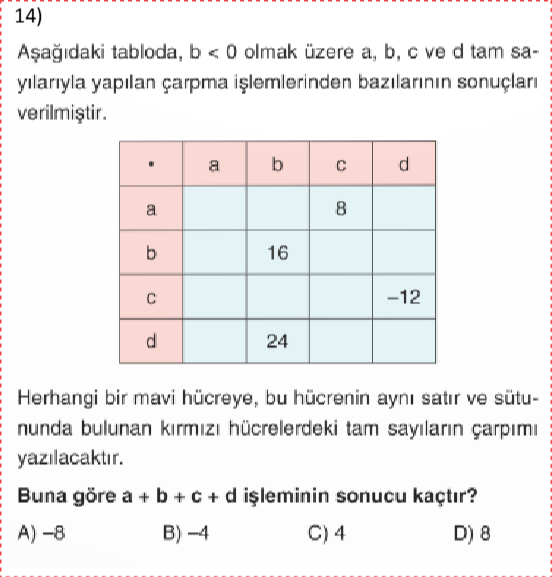 14)
Aşağıdaki tabloda, b < 0 olmak üzere a, b, c ve d tam sa-
yılarıyla yapılan çarpma işlemlerinden bazılarının sonuçları
verilmiştir.
• a b c d
a 8
b 16
c –12
d 24
Herhangi bir mavi hücreye, bu hücrenin aynı satır ve sütu-
nunda bulunan kırmızı hücrelerdeki tam sayıların çarpımı
yazılacaktır.
Buna göre a + b + c + d işleminin sonucu kaçtır?
A) –8 B) –4 C) 4 D) 8